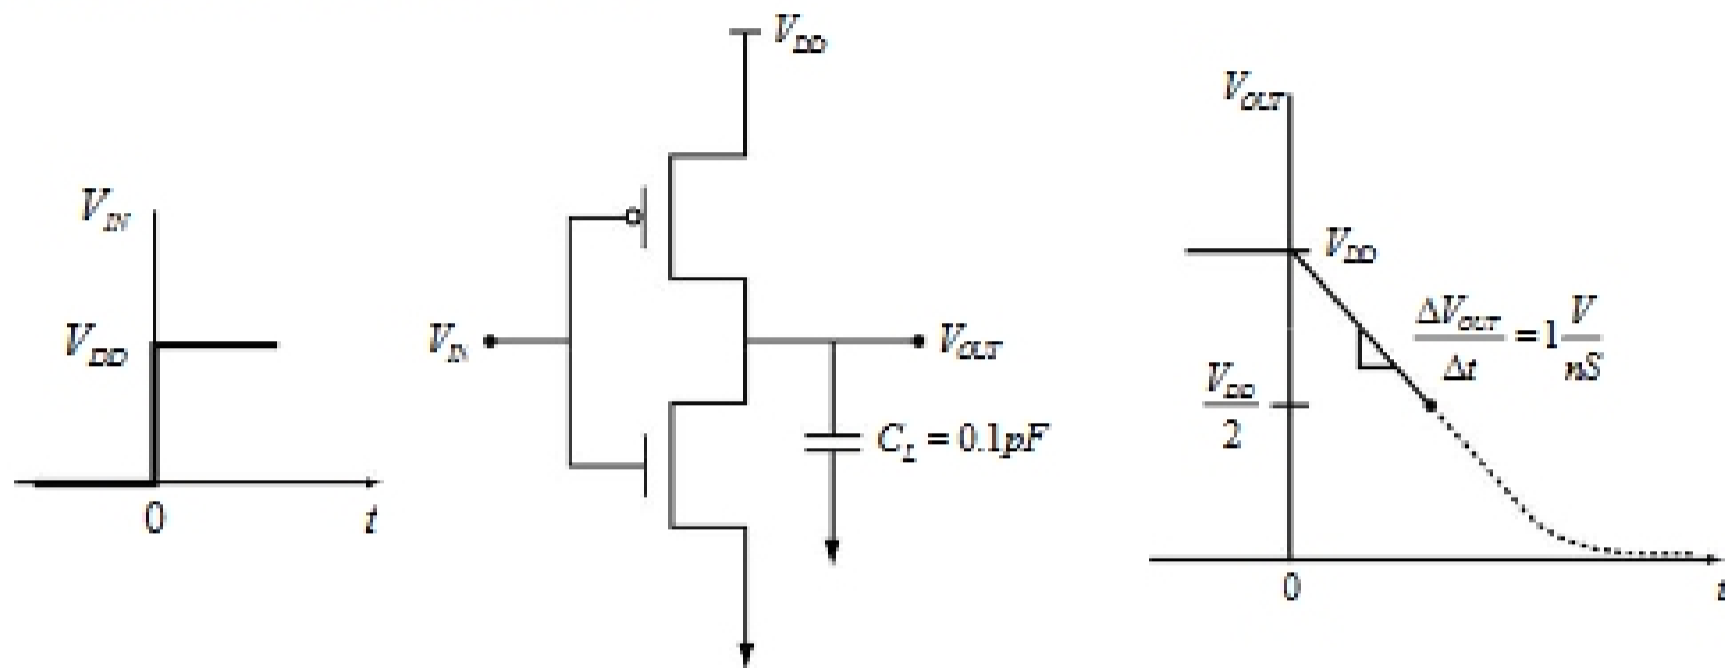 V_IN
V_DD
0
t
V_DD
V_IN
V_OUT
C_L = 0.1pF
V_OUT
V_DD
ΔV_OUT/Δt = 1 V/nS
V_DD/2
0
t